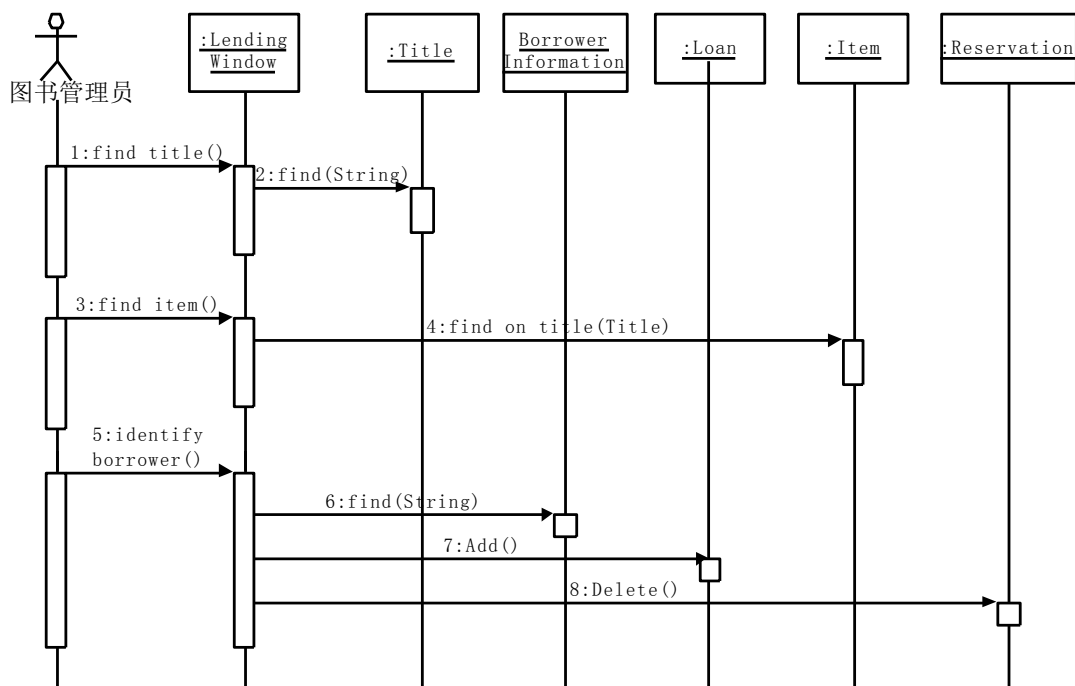 :Lending
Window
:Title
Borrower
Information
:Loan
:Item
:Reservation
图书管理员
1:find title()
2:find(String)
3:find item()
4:find on title(Title)
5:identify
borrower()
6:find(String)
7:Add()
8:Delete()